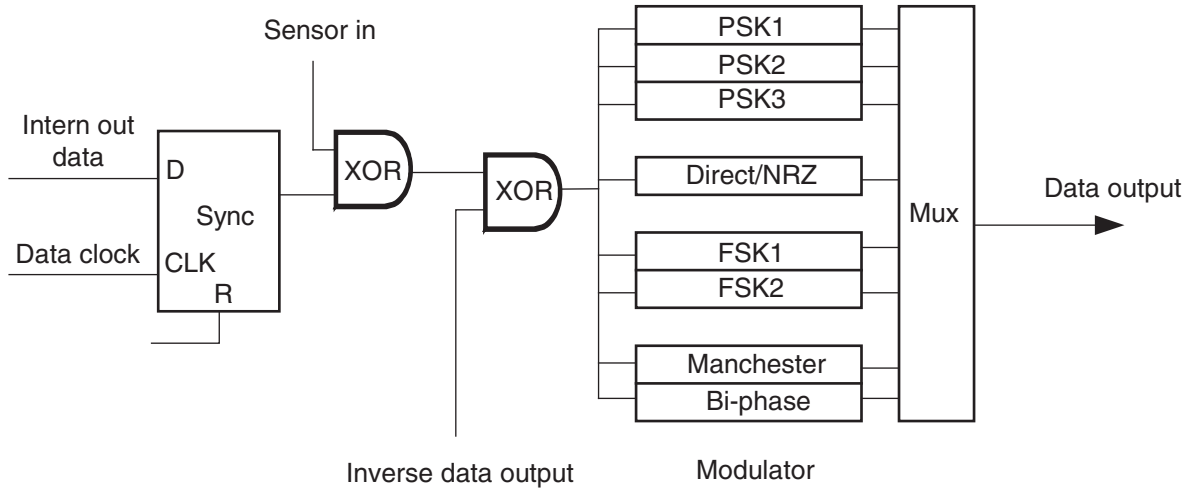 Sensor in
Intern out
data
D
Sync
Data clock
CLK
R
XOR
XOR
Inverse data output
PSK1
PSK2
PSK3
Direct/NRZ
FSK1
FSK2
Manchester
Bi-phase
Modulator
Mux
Data output